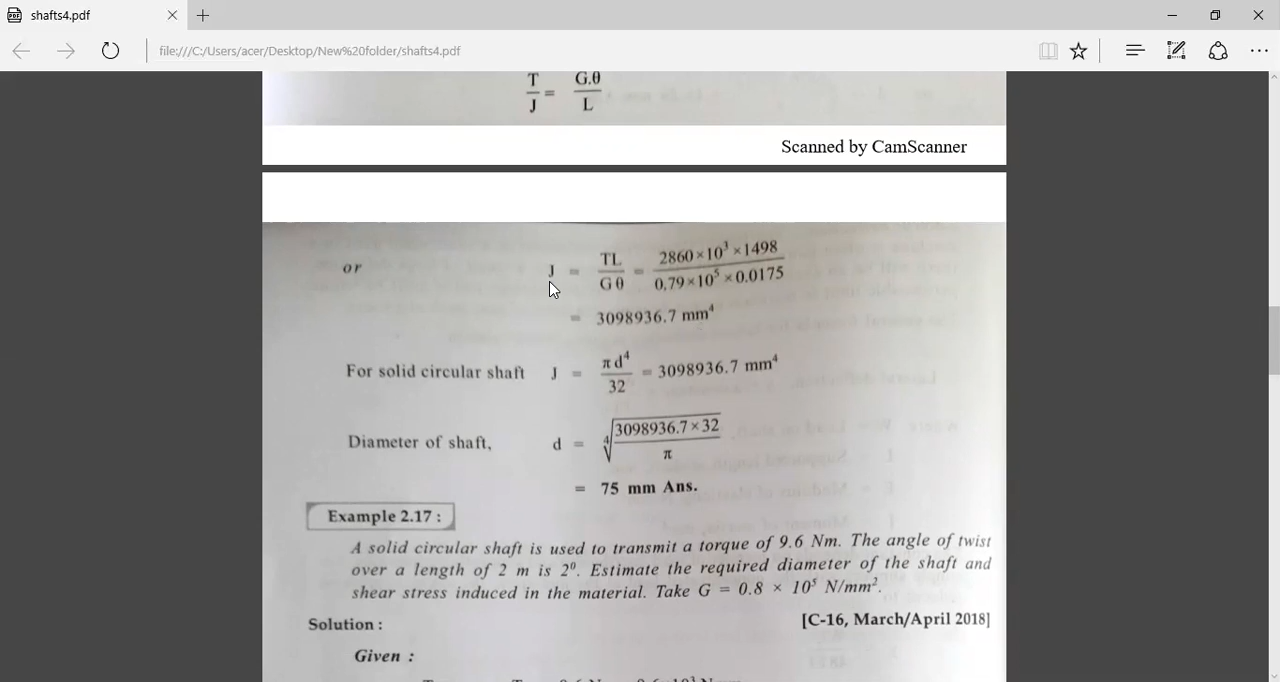 shafts4.pdf
file:///C:/Users/acer/Desktop/New%20folder/shafts4.pdf
T/J = G.θ/L
Scanned by CamScanner
or J = TL/Gθ = 2860×10³×1498/0.79×10⁵×0.0175
= 3098936.7 mm⁴
For solid circular shaft J = πd⁴/32 = 3098936.7 mm⁴
Diameter of shaft, d = ⁴√3098936.7×32/π
= 75 mm Ans.
Example 2.17 :
A solid circular shaft is used to transmit a torque of 9.6 Nm. The angle of twist
over a length of 2 m is 2⁰. Estimate the required diameter of the shaft and
shear stress induced in the material. Take G = 0.8 × 10⁵ N/mm².
[C-16, March/April 2018]
Solution :
Given :